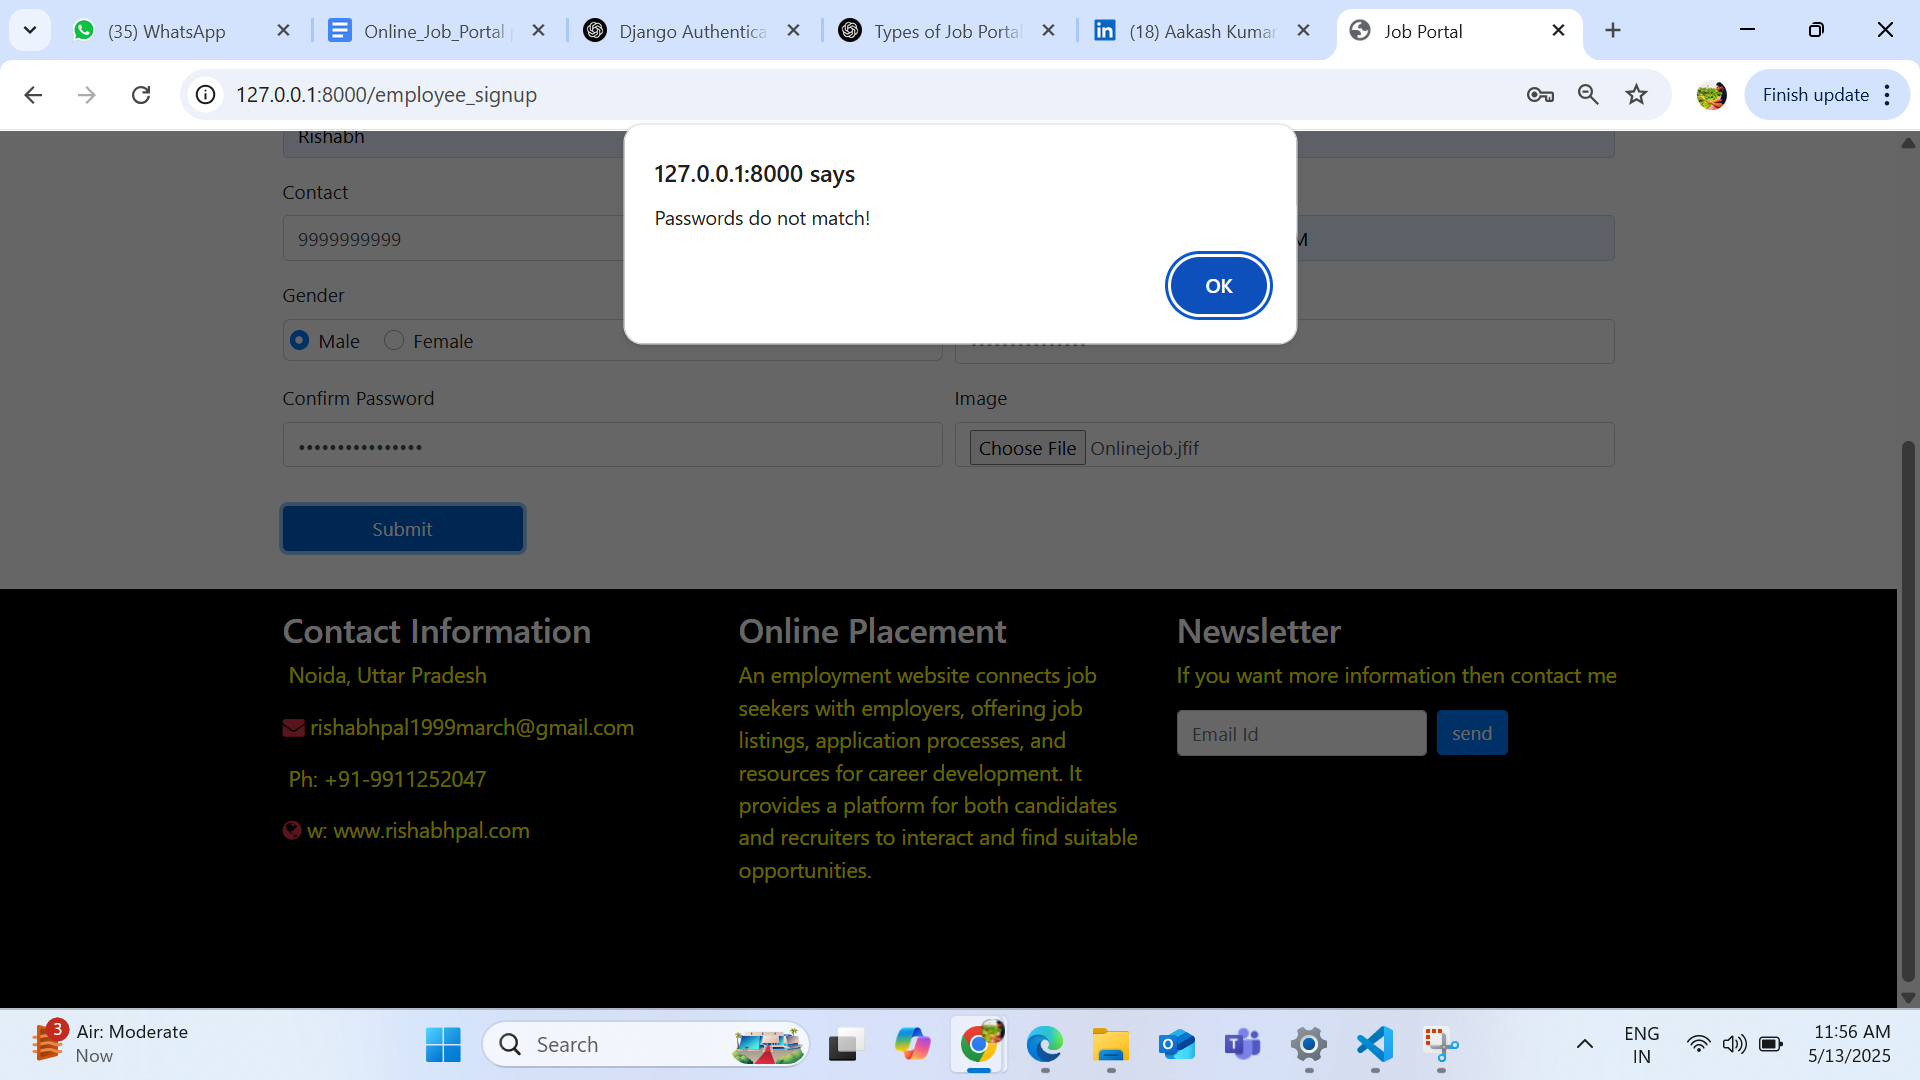 (35) WhatsApp
Online_Job_Portal
Django Authentica
Types of Job Porta
(18) Aakash Kumar
Job Portal
127.0.0.1:8000/employee_signup
Finish update
Rishabh
127.0.0.1:8000 says
Passwords do not match!
OK
Contact
9999999999
M
Gender
Male
Female
Confirm Password
Image
••••••••••••••••
Choose File Onlinejob.jfif
Submit
Contact Information
Noida, Uttar Pradesh
rishabhpal1999march@gmail.com
Ph: +91-9911252047
w: www.rishabhpal.com
Online Placement
An employment website connects job
seekers with employers, offering job
listings, application processes, and
resources for career development. It
provides a platform for both candidates
and recruiters to interact and find suitable
opportunities.
Newsletter
If you want more information then contact me
Email Id
send
3
Air: Moderate
Now
Search
ENG
IN
11:56 AM
5/13/2025